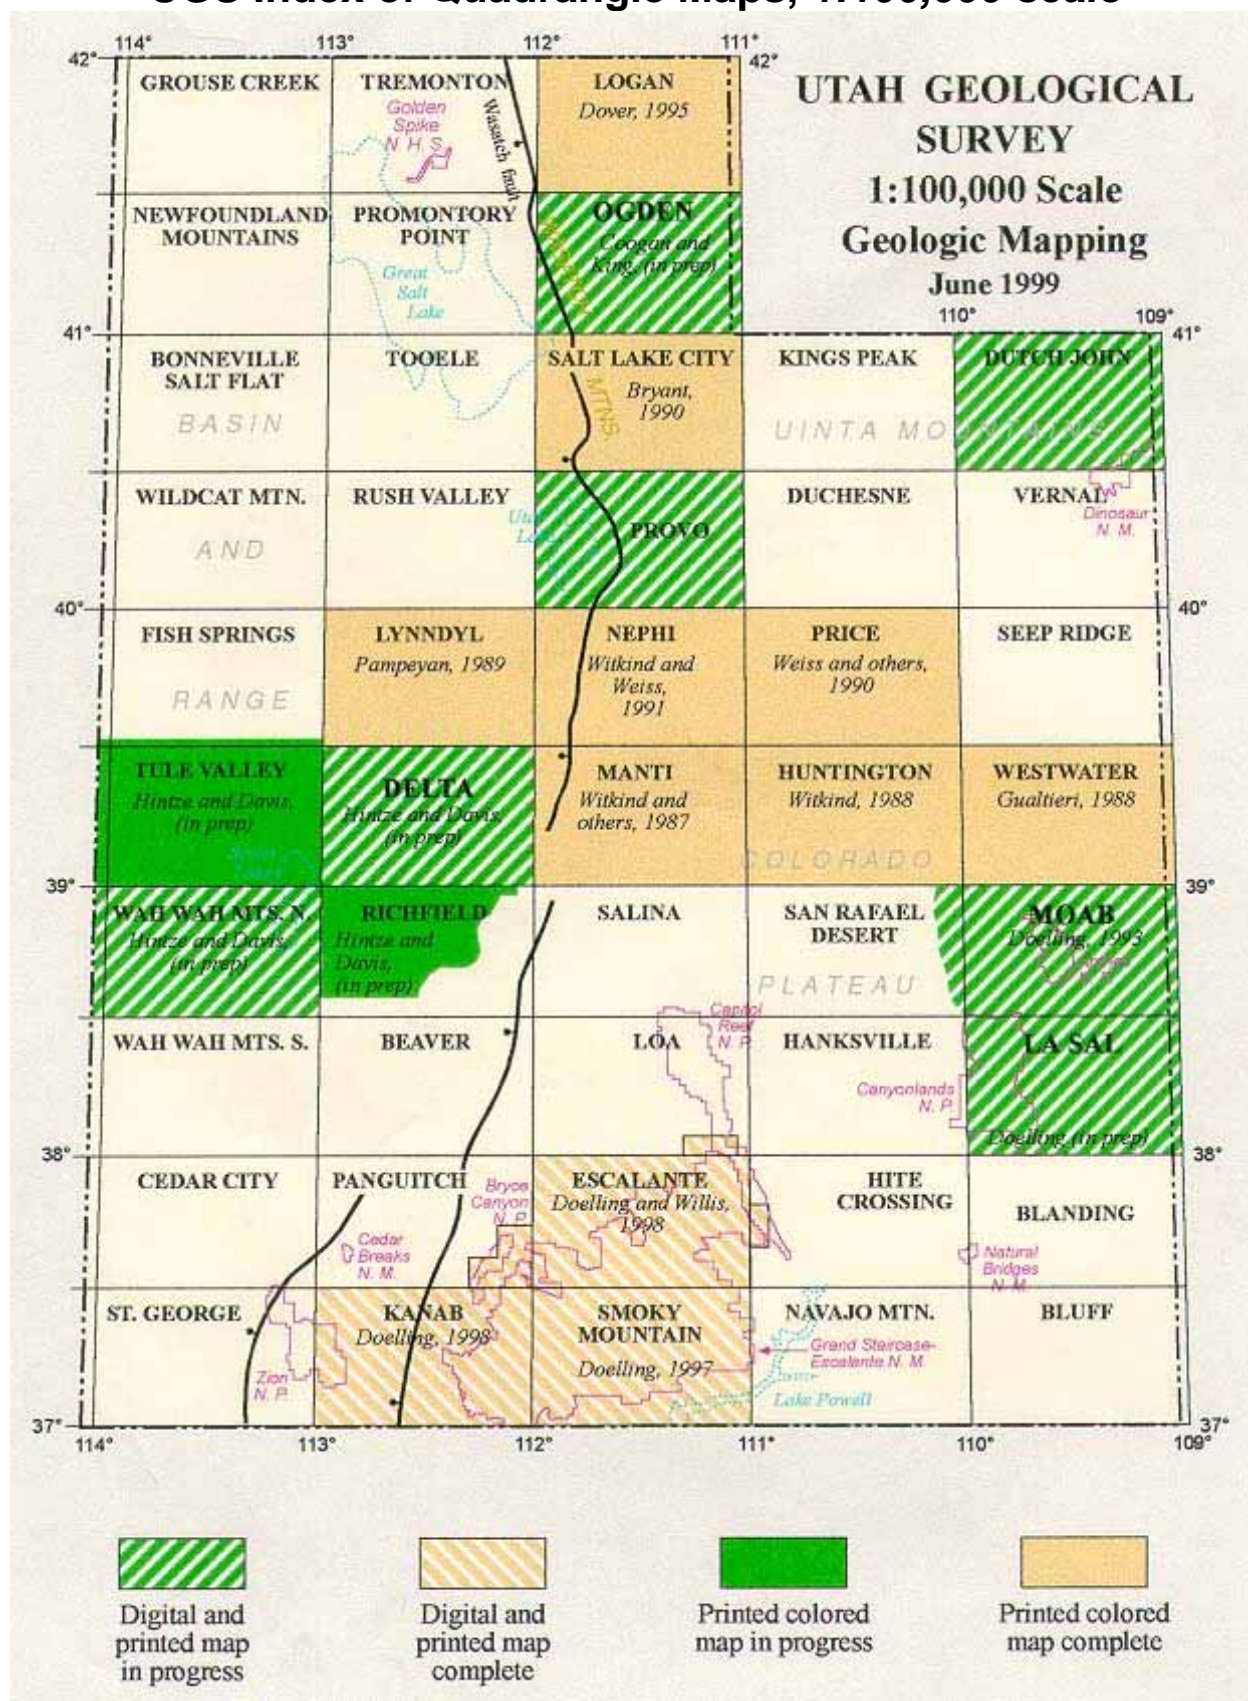 UGS Index of Quadrangle Maps, 1:100,000 scale
114° 113° 112° 111°
42° 42°
UTAH GEOLOGICAL
SURVEY
1:100,000 Scale
Geologic Mapping
June 1999
GROUSE CREEK
TREMONTON
Golden
Spike
N. H. S.
Wasatch fault
LOGAN
Dover, 1995
NEWFOUNDLAND
MOUNTAINS
PROMONTORY
POINT
Great
Salt
Lake
OGDEN
Coogan and
King, (in prep)
110° 109°
41° 41°
BONNEVILLE
SALT FLAT
BASIN
TOOELE
SALT LAKE CITY
Bryant,
1990
MTNS.
KINGS PEAK
DUTCH JOHN
UINTA MOUNTAINS
WILDCAT MTN.
AND
RUSH VALLEY
Utah
PROVO
DUCHESNE
VERNAL
Dinosaur
N. M.
40° 40°
FISH SPRINGS
RANGE
LYNNDYL
Pampeyan, 1989
NEPHI
Witkind and
Weiss,
1991
PRICE
Weiss and others,
1990
SEEP RIDGE
TULE VALLEY
Hintze and Davis,
(in prep)
DELTA
Hintze and Davis,
(in prep)
MANTI
Witkind and
others, 1987
HUNTINGTON
Witkind, 1988
WESTWATER
Gualtieri, 1988
COLORADO
39° 39°
WAH WAH MTS. N.
Hintze and Davis,
(in prep)
RICHFIELD
Hintze and
Davis,
(in prep)
SALINA
SAN RAFAEL
DESERT
PLATEAU
MOAB
Doelling, 1993
WAH WAH MTS. S.
BEAVER
LOA
Capitol
Reef
N. P.
HANKSVILLE
Canyonlands
N. P.
LA SAL
Doelling (in prep)
38° 38°
CEDAR CITY
PANGUITCH
Cedar
Breaks
N. M.
Bryce
Canyon
N. P.
ESCALANTE
Doelling and Willis,
1998
HITE
CROSSING
BLANDING
Natural
Bridges
N. M.
ST. GEORGE
Zion
N. P.
KANAB
Doelling, 1998
SMOKY
MOUNTAIN
Doelling, 1997
NAVAJO MTN.
Grand Staircase-
Escalante N. M.
Lake Powell
BLUFF
37° 37°
114° 113° 112° 111° 110° 109°
Digital and
printed map
in progress
Digital and
printed map
complete
Printed colored
map in progress
Printed colored
map complete